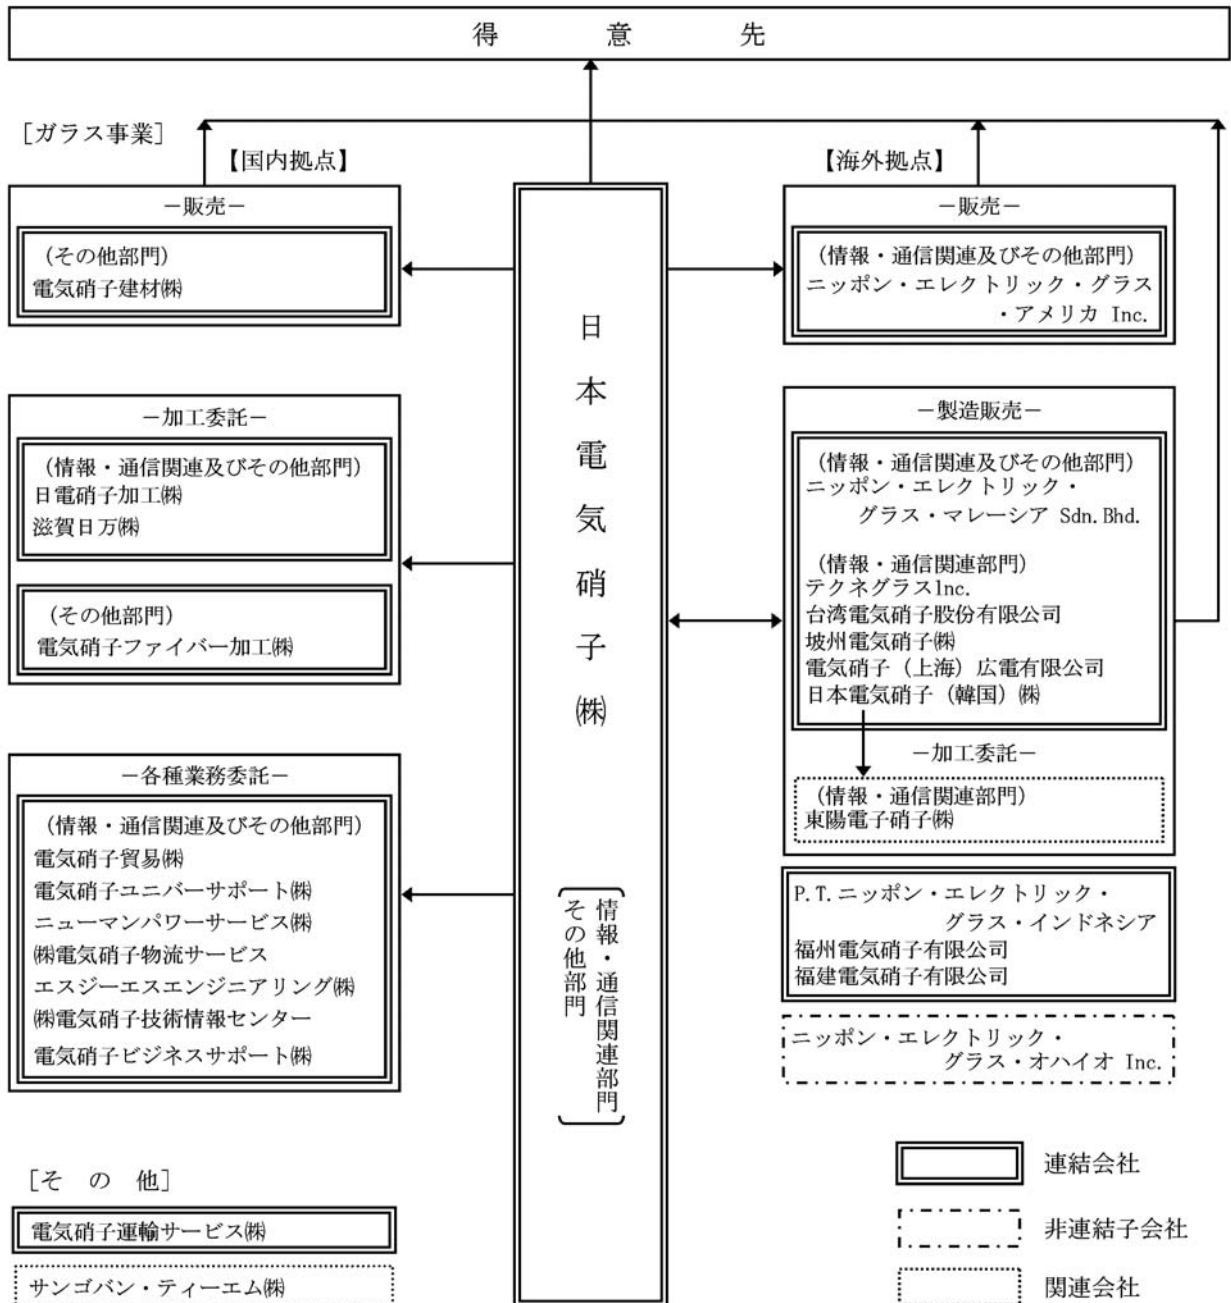 得意先
［ガラス事業］
【国内拠点】
－販売－
（その他部門）
電気硝子建材㈱
－加工委託－
（情報・通信関連及びその他部門）
日電硝子加工㈱
滋賀日万㈱
（その他部門）
電気硝子ファイバー加工㈱
－各種業務委託－
（情報・通信関連及びその他部門）
電気硝子貿易㈱
電気硝子ユニバーサポート㈱
ニューマンパワーサービス㈱
㈱電気硝子物流サービス
エスジーエスエンジニアリング㈱
㈱電気硝子技術情報センター
電気硝子ビジネスサポート㈱
［その他］
電気硝子運輸サービス㈱
サンゴバン・ティーエム㈱
日本電気硝子㈱
情報・通信関連部門
その他部門
【海外拠点】
－販売－
（情報・通信関連及びその他部門）
ニッポン・エレクトリック・グラス
・アメリカ Inc.
－製造販売－
（情報・通信関連及びその他部門）
ニッポン・エレクトリック・
グラス・マレーシア Sdn.Bhd.
（情報・通信関連部門）
テクネグラスInc.
台湾電気硝子股份有限公司
坡州電気硝子㈱
電気硝子（上海）広電有限公司
日本電気硝子（韓国）㈱
－加工委託－
（情報・通信関連部門）
東陽電子硝子㈱
P.T.ニッポン・エレクトリック・
グラス・インドネシア
福州電気硝子有限公司
福建電気硝子有限公司
ニッポン・エレクトリック・
グラス・オハイオ Inc.
連結会社
非連結子会社
関連会社